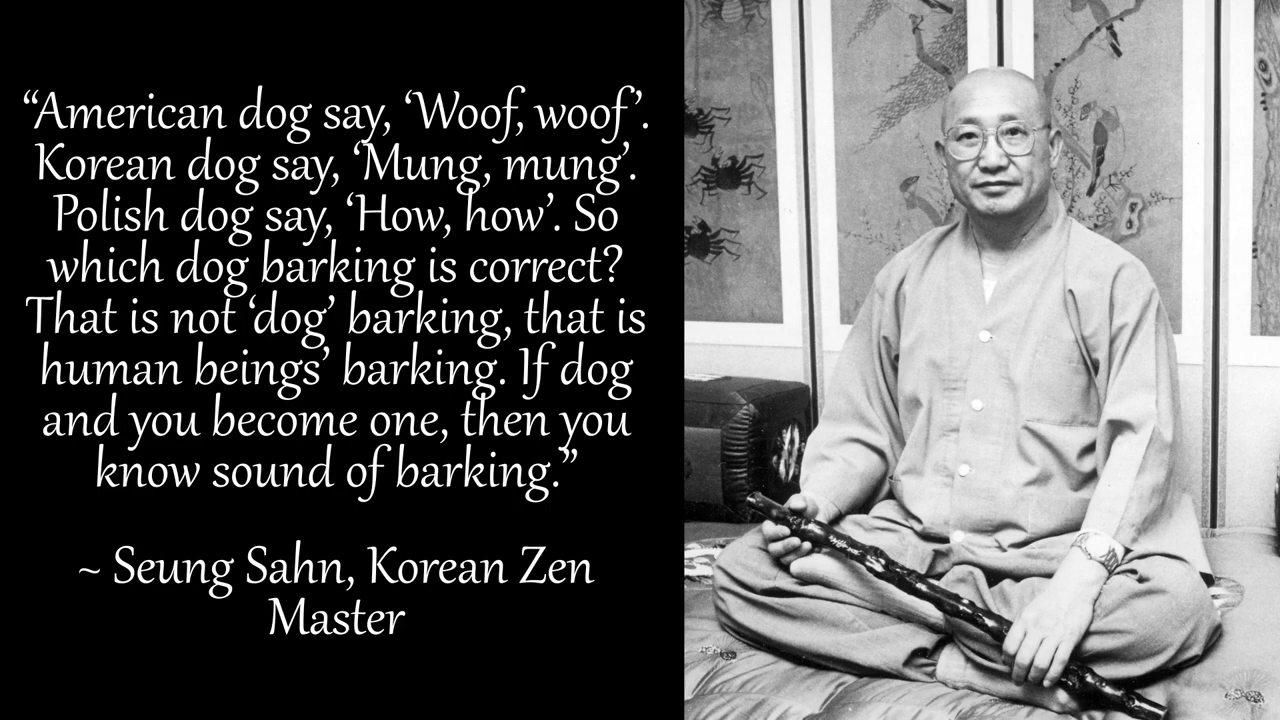 “American dog say, ‘Woof, woof’.
Korean dog say, ‘Mung, mung’.
Polish dog say, ‘How, how’. So
which dog barking is correct?
That is not ‘dog’ barking, that is
human beings’ barking. If dog
and you become one, then you
know sound of barking.”
~ Seung Sahn, Korean Zen
Master